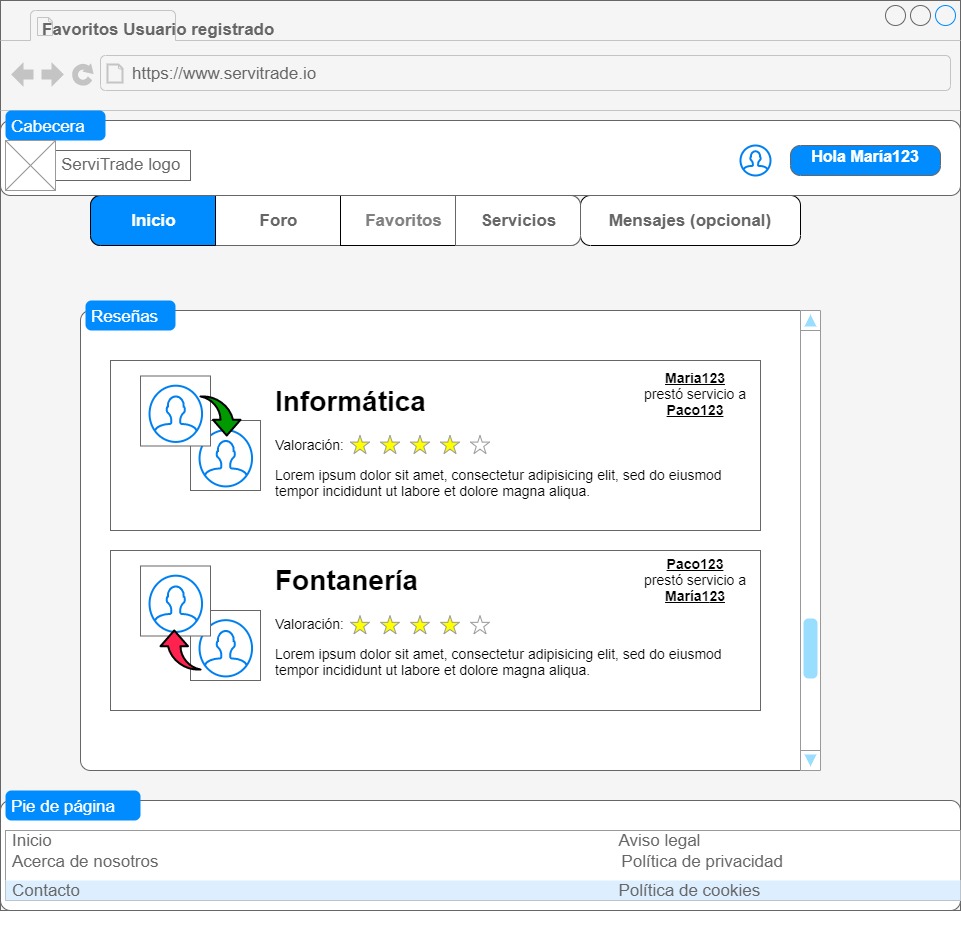 Favoritos Usuario registrado
https://www.servitrade.io
Cabecera
ServiTrade logo
Hola María123
Inicio
Foro
Favoritos
Servicios
Mensajes (opcional)
Reseñas
Informática
María123
prestó servicio a
Paco123
Valoración:
Lorem ipsum dolor sit amet, consectetur adipisicing elit, sed do eiusmod
tempor incididunt ut labore et dolore magna aliqua.
Fontanería
Paco123
prestó servicio a
María123
Valoración:
Lorem ipsum dolor sit amet, consectetur adipisicing elit, sed do eiusmod
tempor incididunt ut labore et dolore magna aliqua.
Pie de página
Inicio
Aviso legal
Acerca de nosotros
Política de privacidad
Contacto
Política de cookies